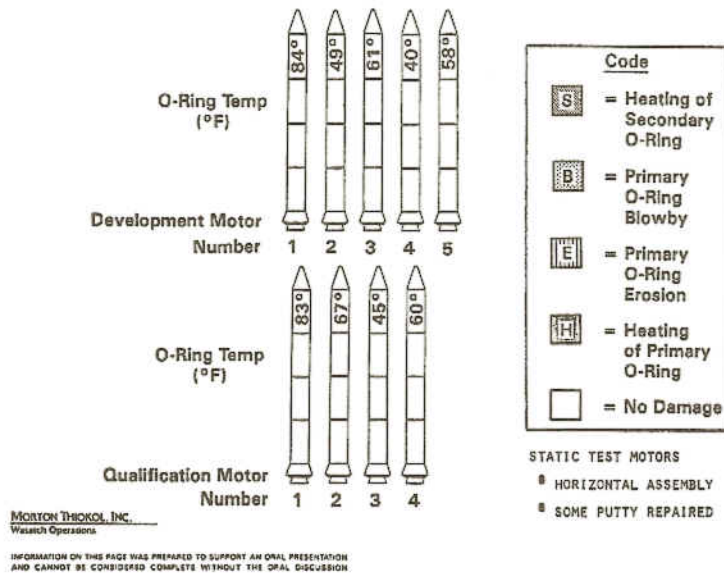 84° 49° 61° 40° 58°
O-Ring Temp
(°F)
Development Motor
Number 1 2 3 4 5
83° 67° 45° 60°
O-Ring Temp
(°F)
Qualification Motor
Number 1 2 3 4
MORTON THIOKOL, INC.
Wasatch Operations
INFORMATION ON THIS PAGE WAS PREPARED TO SUPPORT AN ORAL PRESENTATION
AND CANNOT BE CONSIDERED COMPLETE WITHOUT THE ORAL DISCUSSION
Code
S = Heating of
Secondary
O-Ring
B = Primary
O-Ring
Blowby
E = Primary
O-Ring
Erosion
H = Heating
of Primary
O-Ring
= No Damage
STATIC TEST MOTORS
HORIZONTAL ASSEMBLY
SOME PUTTY REPAIRED